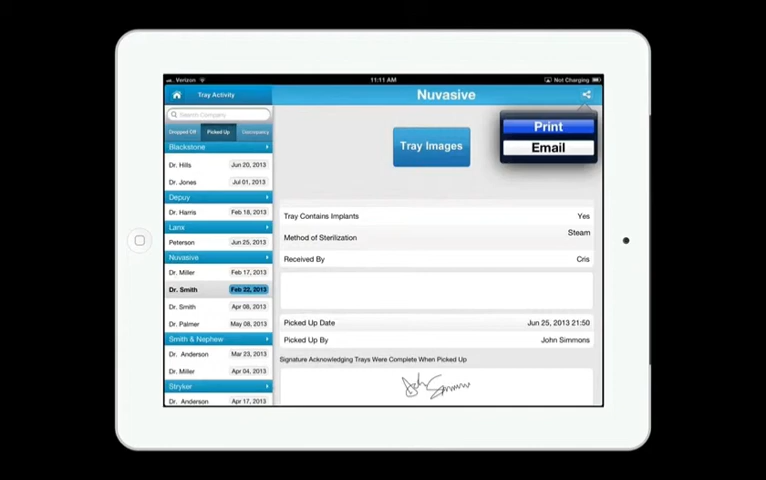 Verizon 11:11 AM Not Charging
Tray Activity
Nuvasive
Search Company
Dropped Off Picked Up Discrepancy
Blackstone
Dr. Hills Jun 20, 2013
Dr. Jones Jul 01, 2013
Depuy
Dr. Harris Feb 18, 2013
Lanx
Peterson Jun 25, 2013
Nuvasive
Dr. Miller Feb 17, 2013
Dr. Smith Feb 22, 2013
Dr. Smith Apr 08, 2013
Dr. Palmer May 08, 2013
Smith & Nephew
Dr. Anderson Mar 23, 2013
Dr. Miller Apr 04, 2013
Stryker
Dr. Anderson Apr 17, 2013
Print
Email
Tray Images
Tray Contains Implants Yes
Method of Sterilization Steam
Received By Cris
Picked Up Date Jun 25, 2013 21:50
Picked Up By John Simmons
Signature Acknowledging Trays Were Complete When Picked Up